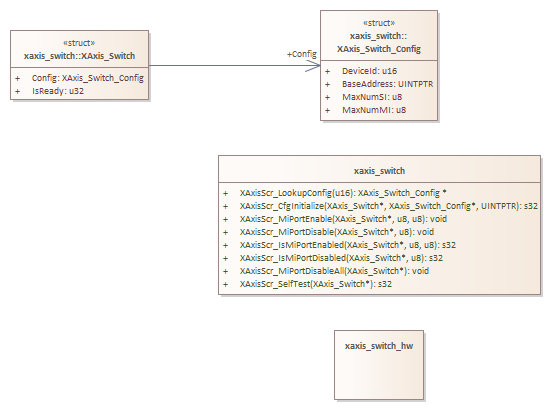 «struct»
xaxis_switch::XAxis_Switch
+ Config: XAxis_Switch_Config
+ IsReady: u32
+Config
«struct»
xaxis_switch::
XAxis_Switch_Config
+ DeviceId: u16
+ BaseAddress: UINTPTR
+ MaxNumSI: u8
+ MaxNumMI: u8
xaxis_switch
+ XAxisScr_LookupConfig(u16): XAxis_Switch_Config *
+ XAxisScr_CfgInitialize(XAxis_Switch*, XAxis_Switch_Config*, UINTPTR): s32
+ XAxisScr_MiPortEnable(XAxis_Switch*, u8, u8): void
+ XAxisScr_MiPortDisable(XAxis_Switch*, u8): void
+ XAxisScr_IsMiPortEnabled(XAxis_Switch*, u8, u8): s32
+ XAxisScr_IsMiPortDisabled(XAxis_Switch*, u8): s32
+ XAxisScr_MiPortDisableAll(XAxis_Switch*): void
+ XAxisScr_SelfTest(XAxis_Switch*): s32
xaxis_switch_hw